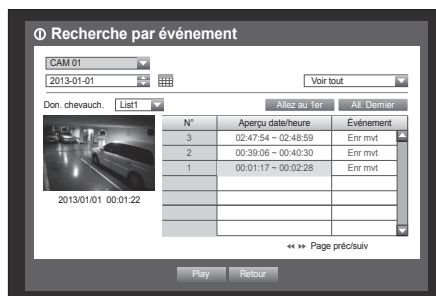 Recherche par événement
CAM 01
2013-01-01
Voir tout
Don. chevauch. List1
Allez au 1er All. Dernier
N° Aperçu date/heure Événement
3 02:47:54 ~ 02:48:59 Enr mvt
2 00:39:06 ~ 00:40:30 Enr mvt
1 00:01:17 ~ 00:02:28 Enr mvt
2013/01/01 00:01:22
Page préc/suiv
Play Retour